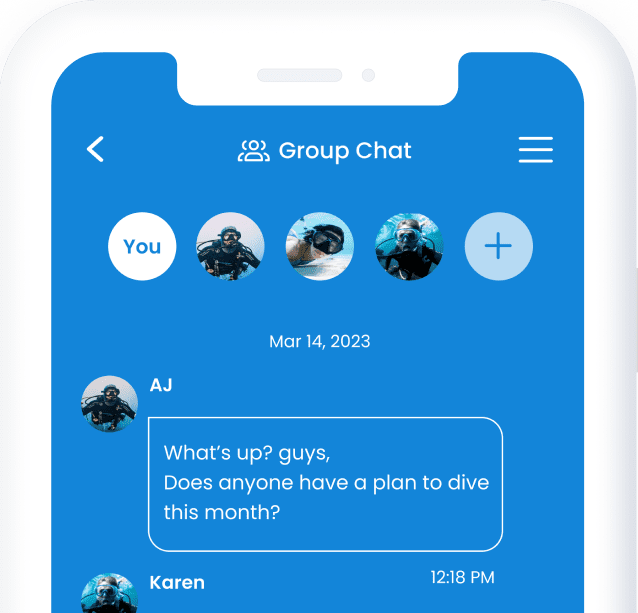 Group Chat
You
Mar 14, 2023
AJ
What's up? guys,
Does anyone have a plan to dive
this month?
Karen
12:18 PM